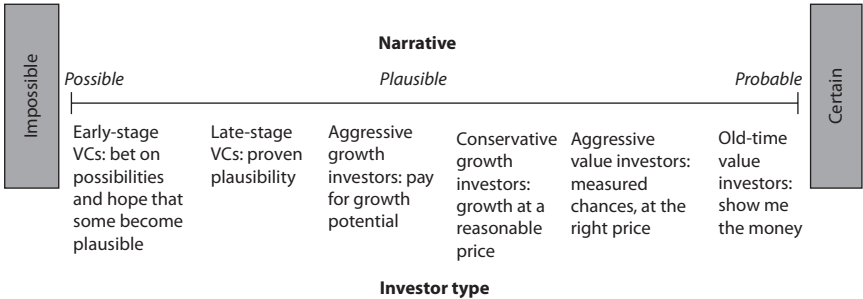 Impossible
Narrative
Certain
Possible
Plausible
Probable
Early-stage
VCs: bet on
possibilities
and hope that
some become
plausible
Late-stage
VCs: proven
plausibility
Aggressive
growth
investors: pay
for growth
potential
Conservative
growth
investors:
growth at a
reasonable
price
Aggressive
value investors:
measured
chances, at the
right price
Old-time
value
investors:
show me
the money
Investor type